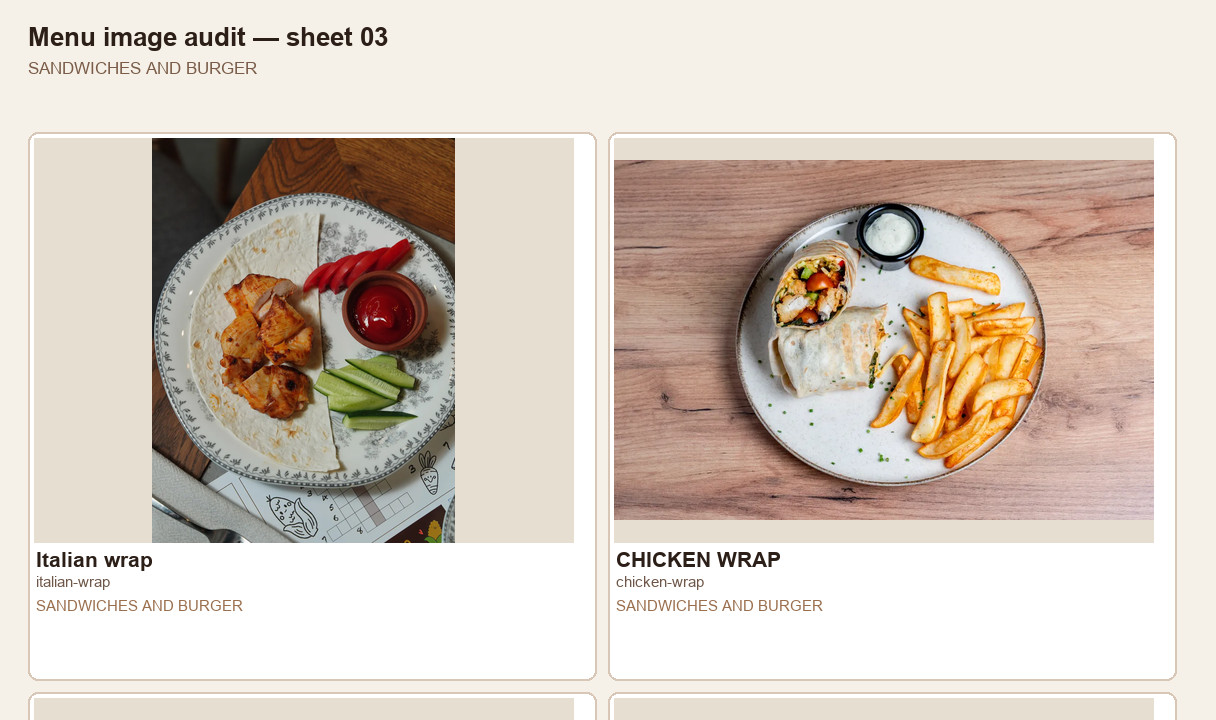 Menu image audit — sheet 03
SANDWICHES AND BURGER
Italian wrap
italian-wrap
SANDWICHES AND BURGER
CHICKEN WRAP
chicken-wrap
SANDWICHES AND BURGER